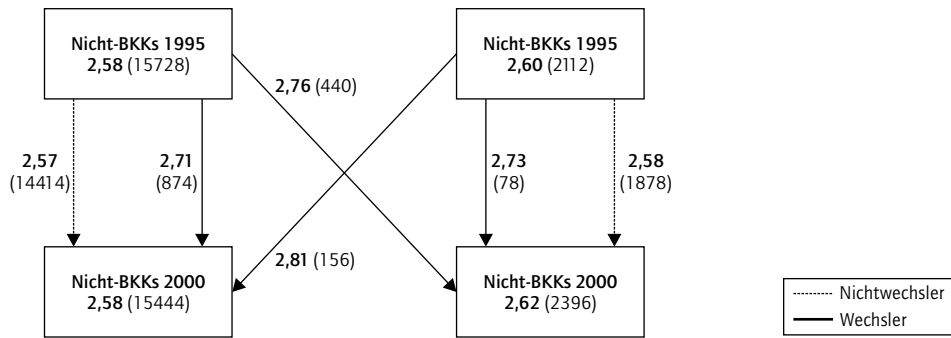 Nicht-BKKs 1995
2,58 (15728)
Nicht-BKKs 1995
2,60 (2112)
2,76 (440)
2,57
(14414)
2,71
(874)
2,73
(78)
2,58
(1878)
2,81 (156)
Nicht-BKKs 2000
2,58 (15444)
Nicht-BKKs 2000
2,62 (2396)
Nichtwechsler
Wechsler